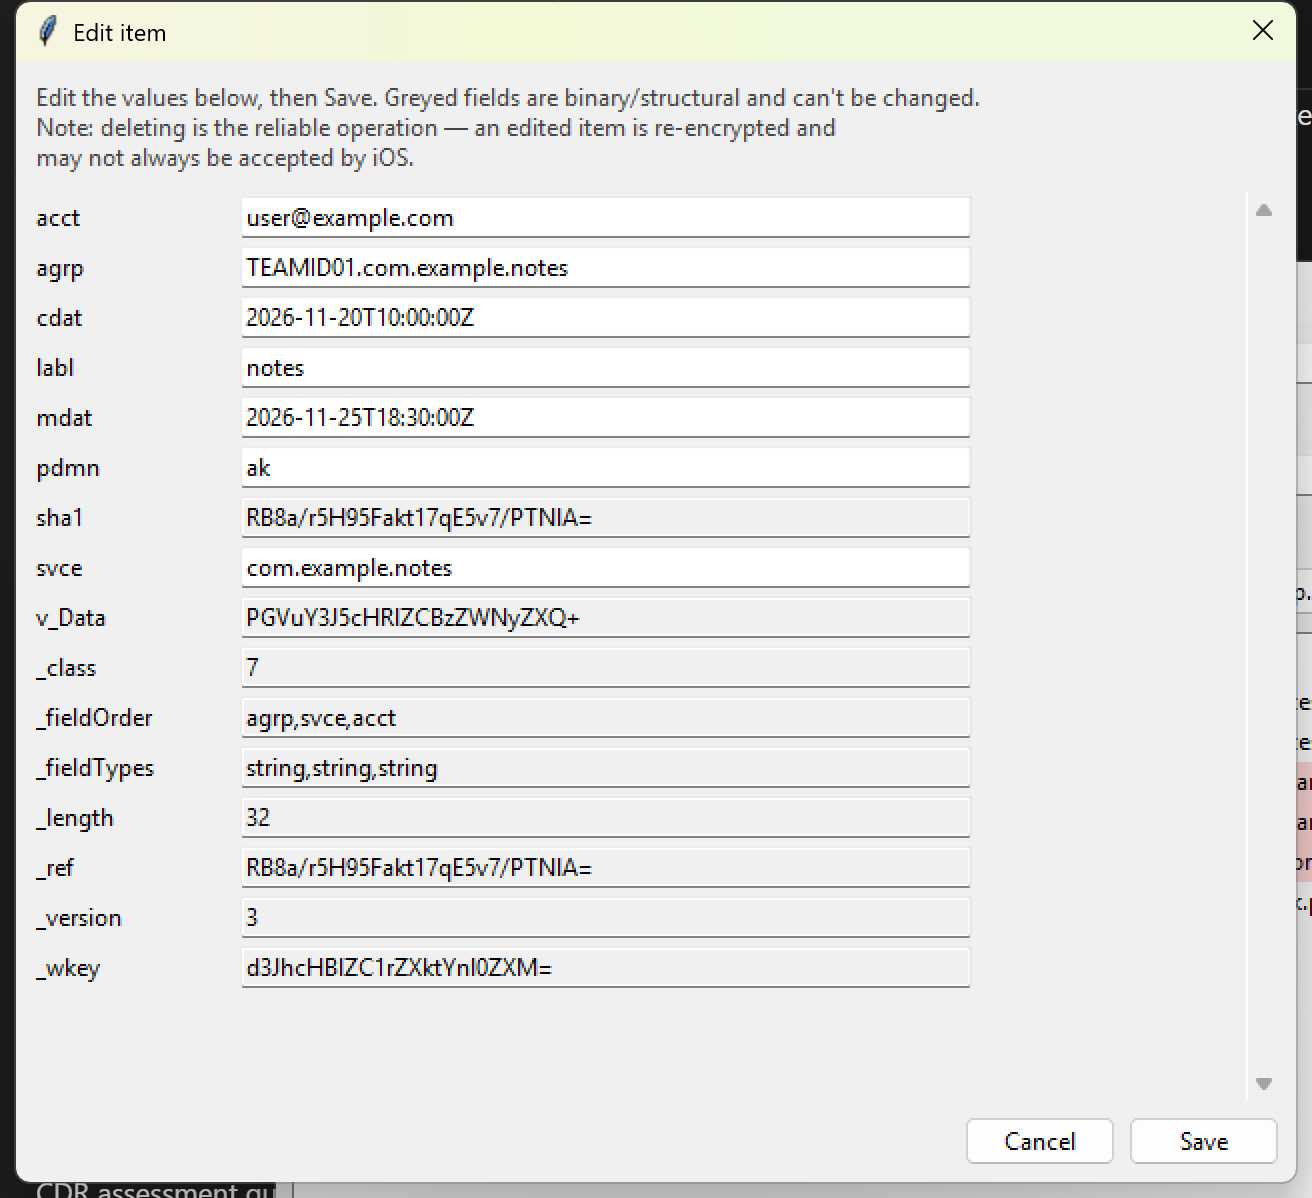 Edit item
Edit the values below, then Save. Greyed fields are binary/structural and can't be changed.
Note: deleting is the reliable operation — an edited item is re-encrypted and
may not always be accepted by iOS.
acct user@example.com
agrp TEAMID01.com.example.notes
cdat 2026-11-20T10:00:00Z
labl notes
mdat 2026-11-25T18:30:00Z
pdmn ak
sha1 RB8a/r5H95Fakt17qE5v7/PTNIA=
svce com.example.notes
v_Data PGVuY3J5cHRlZCBzZWNyZXQ+
_class 7
_fieldOrder agrp,svce,acct
_fieldTypes string,string,string
_length 32
_ref RB8a/r5H95Fakt17qE5v7/PTNIA=
_version 3
_wkey d3JhcHBlZC1rZXktYnl0ZXM=
Cancel Save
CDR assessment